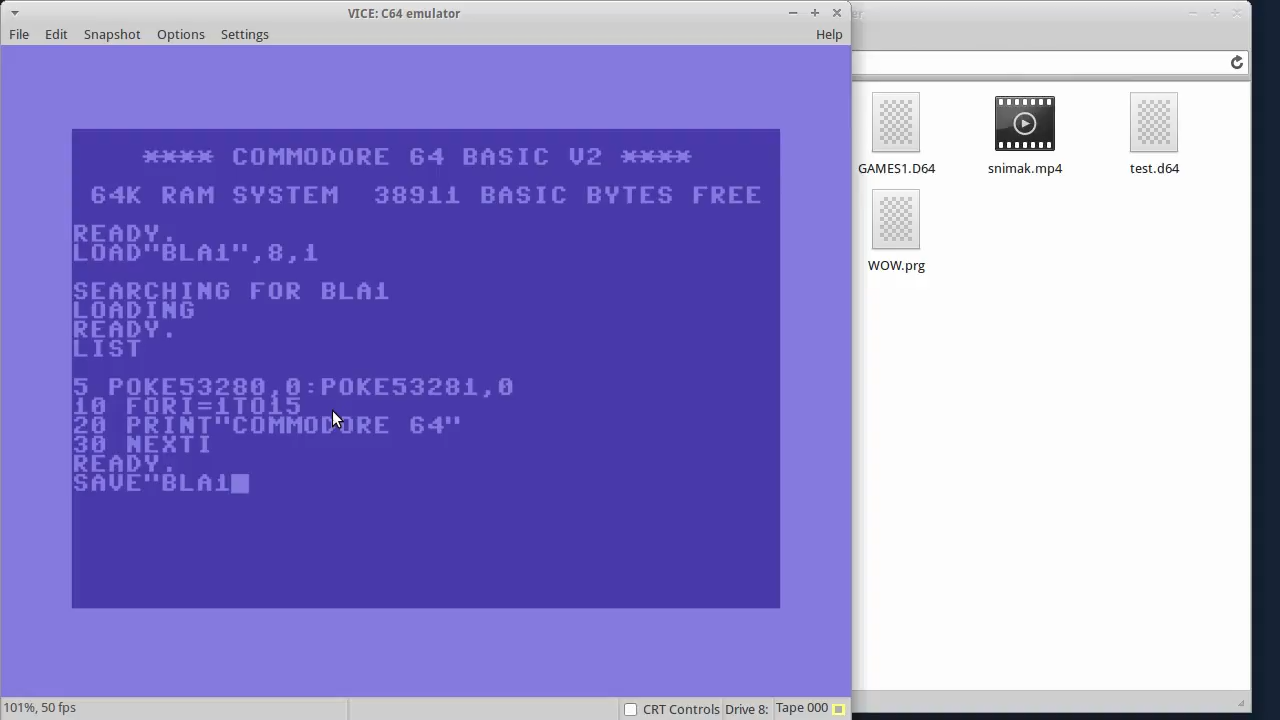 VICE: C64 emulator
File Edit Snapshot Options Settings Help
**** COMMODORE 64 BASIC V2 ****
64K RAM SYSTEM 38911 BASIC BYTES FREE
READY.
LOAD"BLA1",8,1
SEARCHING FOR BLA1
LOADING
READY.
LIST
5 POKE53280,0:POKE53281,0
10 FORI=1TO15
20 PRINT"COMMODORE 64"
30 NEXTI
READY.
SAVE"BLA1
101%, 50 fps
CRT Controls Drive 8: Tape 000
GAMES1.D64 snimak.mp4 test.d64
WOW.prg